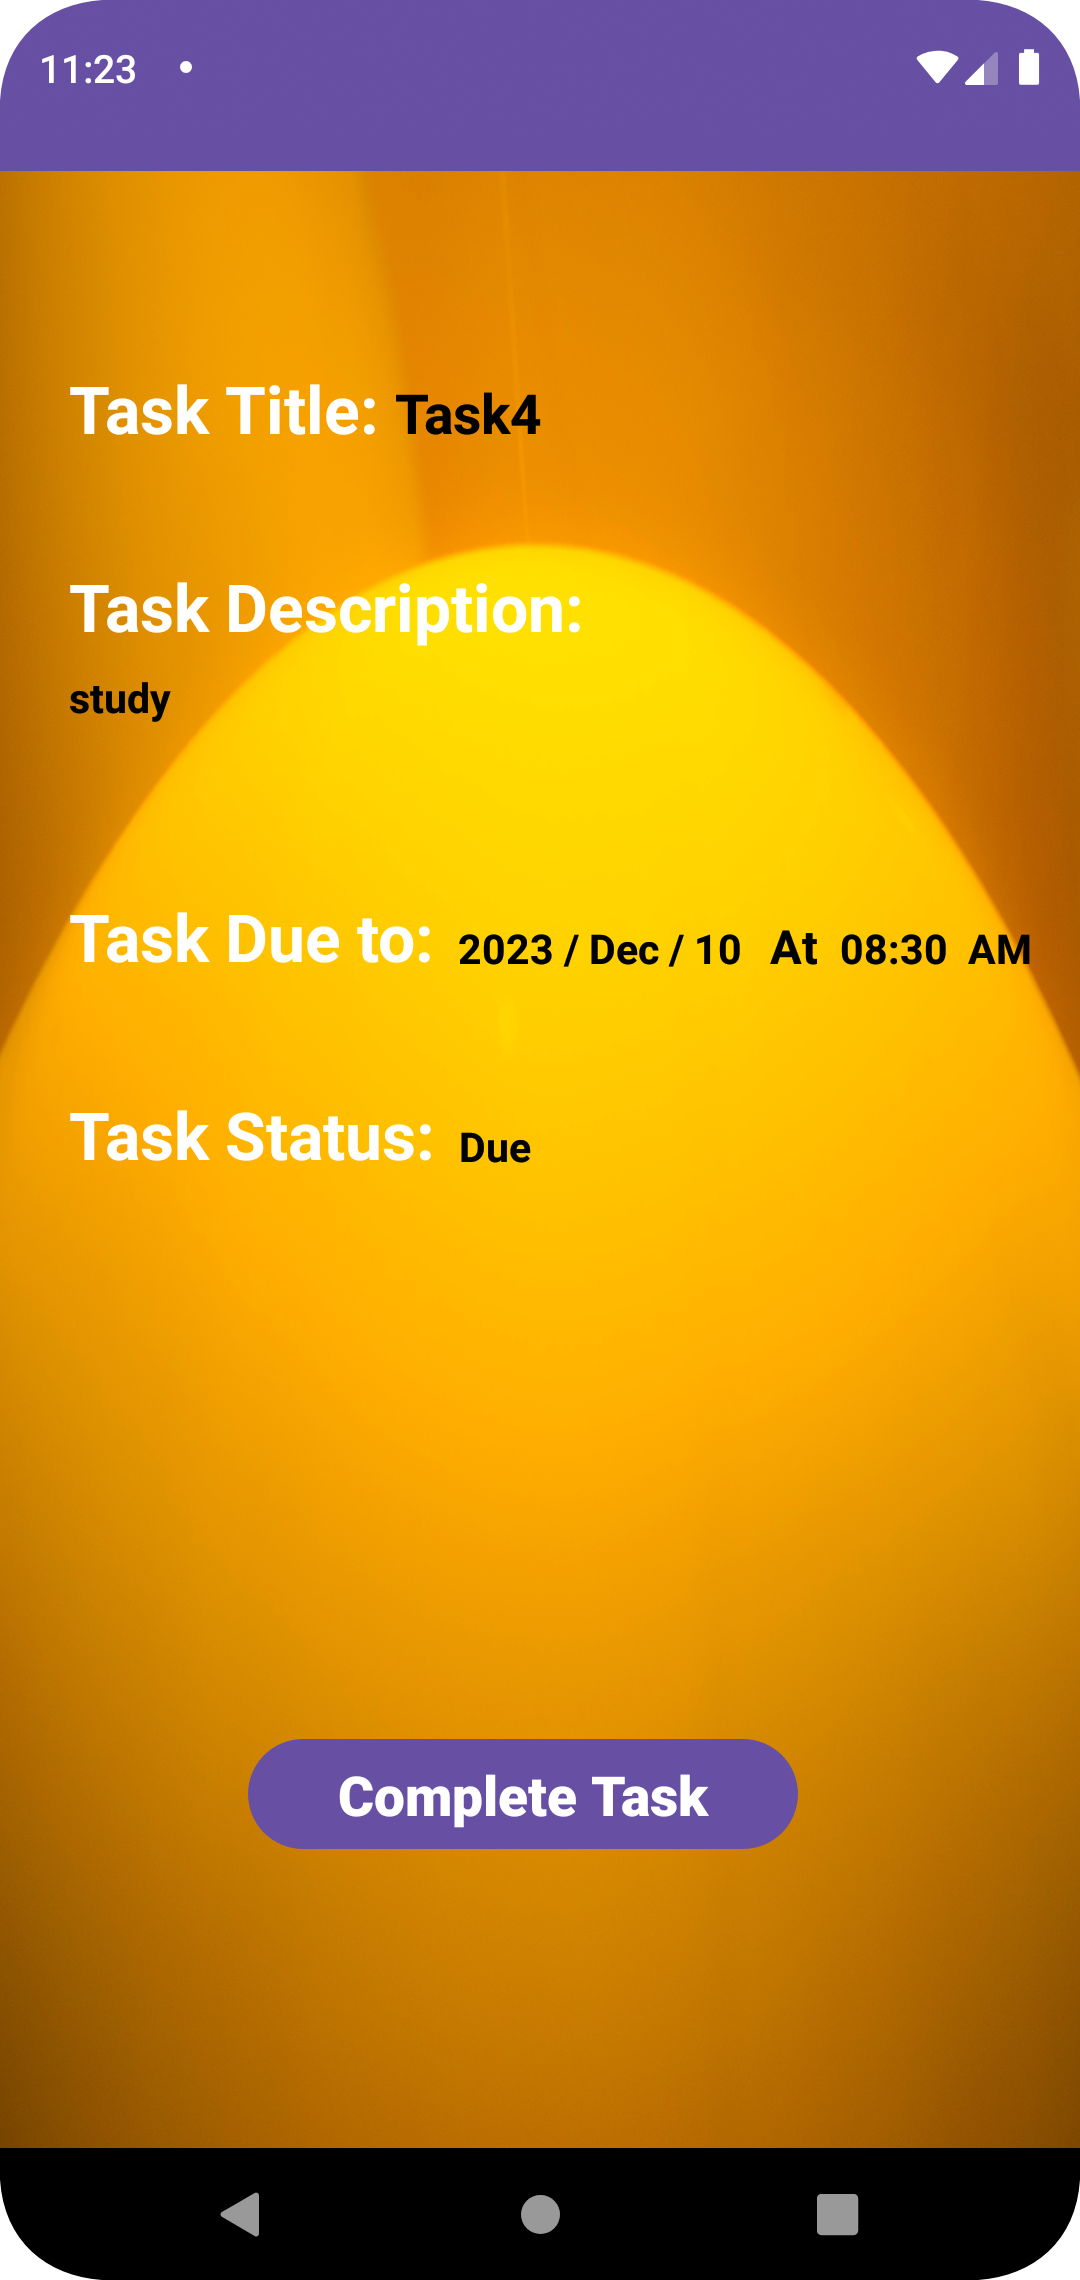 11:23
Task Title: Task4
Task Description:
study
Task Due to: 2023 / Dec / 10 At 08:30 AM
Task Status: Due
Complete Task